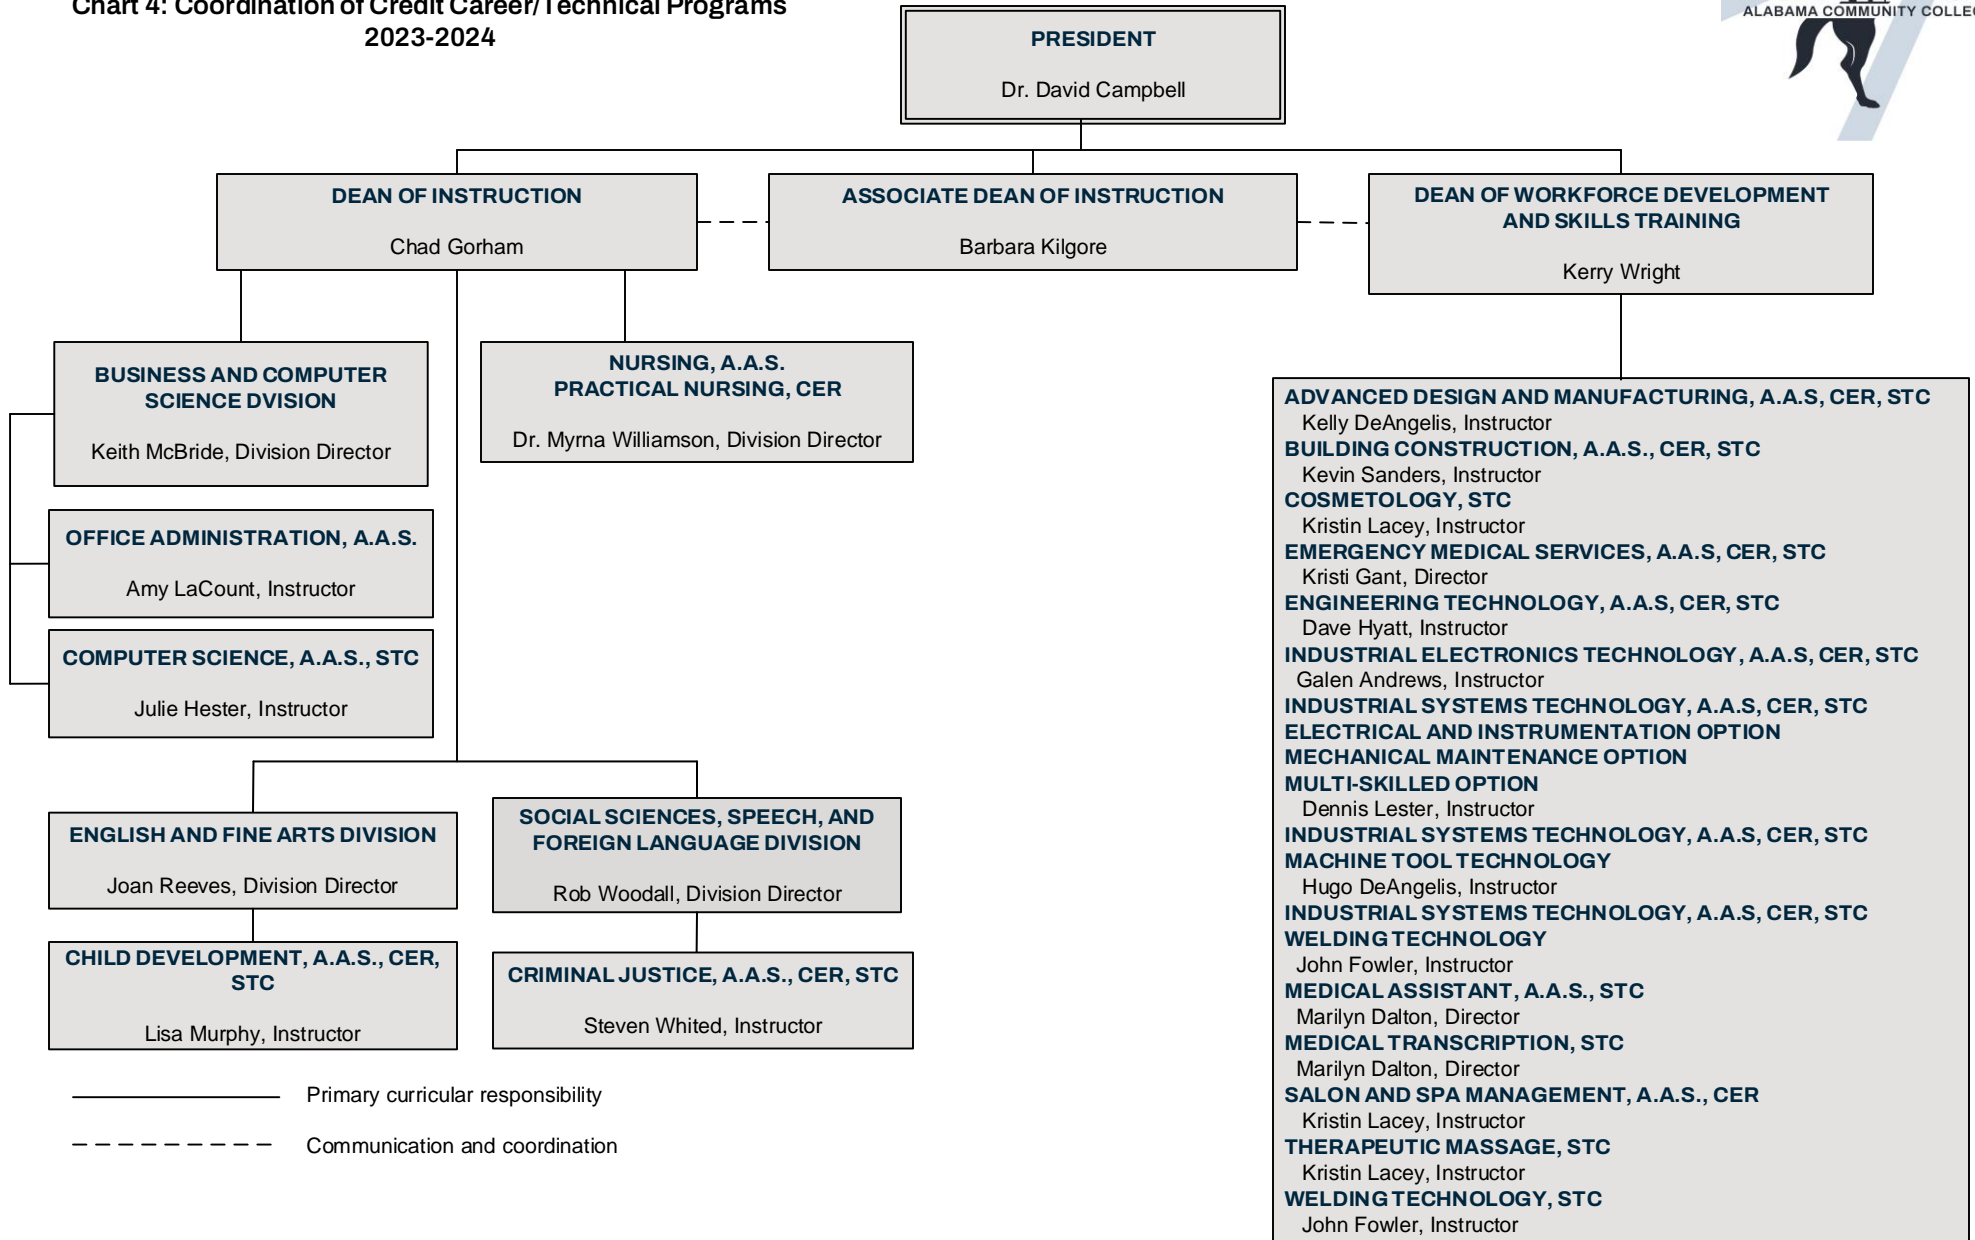 Chart 4: Coordination of Credit Career/Technical Programs
2023-2024
ALABAMA COMMUNITY
PRESIDENT
Dr. David Campbell
DEAN OF INSTRUCTION
Chad Gorham
ASSOCIATE DEAN OF INSTRUCTION
Barbara Kilgore
DEAN OF WORKFORCE DEVELOPMENT
AND SKILLS TRAINING
Kerry Wright
BUSINESS AND COMPUTER
SCIENCE DVISION
Keith McBride, Division Director
NURSING, A.A.S.
PRACTICAL NURSING, CER
Dr. Myrna Williamson, Division Director
OFFICE ADMINISTRATION, A.A.S.
Amy LaCount, Instructor
COMPUTER SCIENCE, A.A.S., STC
Julie Hester, Instructor
ENGLISH AND FINE ARTS DIVISION
Joan Reeves, Division Director
SOCIAL SCIENCES, SPEECH, AND
FOREIGN LANGUAGE DIVISION
Rob Woodall, Division Director
CHILD DEVELOPMENT, A.A.S., CER,
STC
Lisa Murphy, Instructor
CRIMINAL JUSTICE, A.A.S., CER, STC
Steven Whited, Instructor
ADVANCED DESIGN AND MANUFACTURING, A.A.S, CER, STC
Kelly DeAngelis, Instructor
BUILDING CONSTRUCTION, A.A.S., CER, STC
Kevin Sanders, Instructor
COSMETOLOGY, STC
Kristin Lacey, Instructor
EMERGENCY MEDICAL SERVICES, A.A.S, CER, STC
Kristi Gant, Director
ENGINEERING TECHNOLOGY, A.A.S, CER, STC
Dave Hyatt, Instructor
INDUSTRIAL ELECTRONICS TECHNOLOGY, A.A.S, CER, STC
Galen Andrews, Instructor
INDUSTRIAL SYSTEMS TECHNOLOGY, A.A.S, CER, STC
ELECTRICAL AND INSTRUMENTATION OPTION
MECHANICAL MAINTENANCE OPTION
MULTI-SKILLED OPTION
Dennis Lester, Instructor
INDUSTRIAL SYSTEMS TECHNOLOGY, A.A.S, CER, STC
MACHINE TOOL TECHNOLOGY
Hugo DeAngelis, Instructor
INDUSTRIAL SYSTEMS TECHNOLOGY, A.A.S, CER, STC
WELDING TECHNOLOGY
John Fowler, Instructor
MEDICAL ASSISTANT, A.A.S., STC
Marilyn Dalton, Director
MEDICAL TRANSCRIPTION, STC
Marilyn Dalton, Director
SALON AND SPA MANAGEMENT, A.A.S., CER
Kristin Lacey, Instructor
THERAPEUTIC MASSAGE, STC
Kristin Lacey, Instructor
WELDING TECHNOLOGY, STC
John Fowler, Instructor
Primary curricular responsibility
Communication and coordination